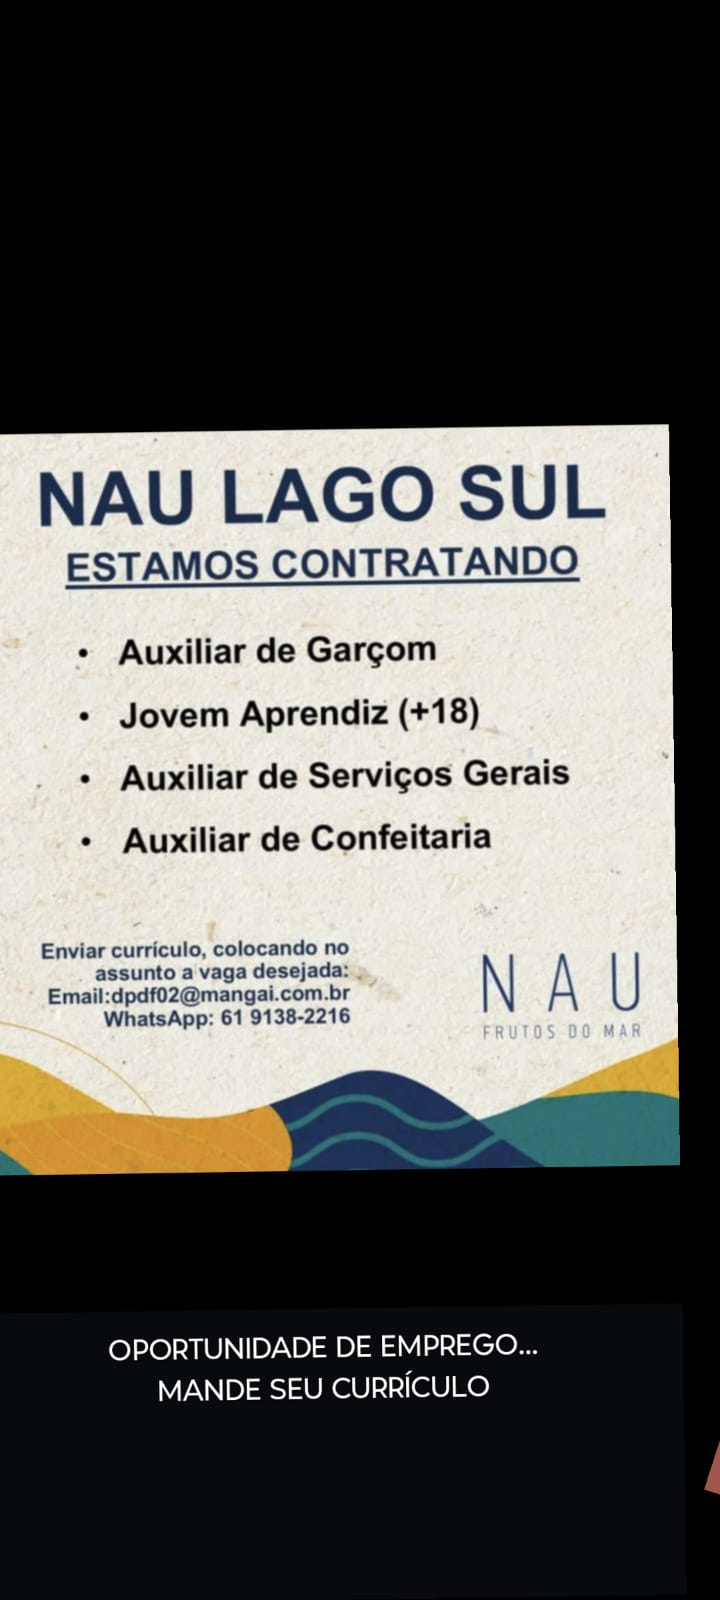 NAU LAGO SUL
ESTAMOS CONTRATANDO
• Auxiliar de Garçom
• Jovem Aprendiz (+18)
• Auxiliar de Serviços Gerais
• Auxiliar de Confeitaria
Enviar currículo, colocando no
assunto a vaga desejada:
Email:dpdf02@mangai.com.br
WhatsApp: 61 9138-2216
NAU
FRUTOS DO MAR
OPORTUNIDADE DE EMPREGO...
MANDE SEU CURRÍCULO